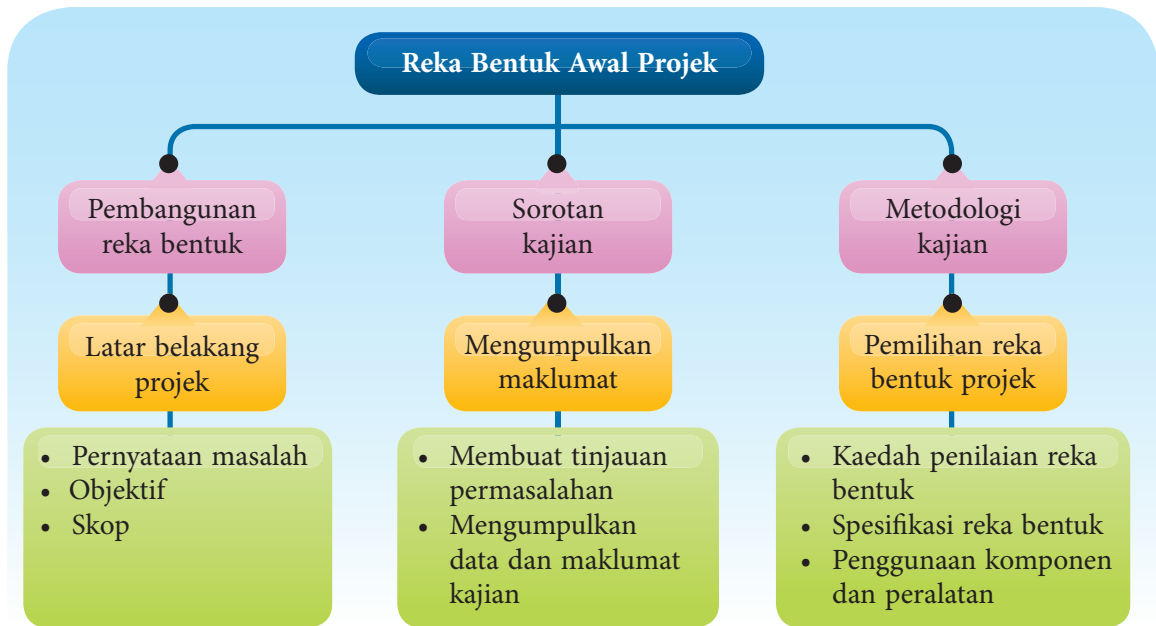 Reka Bentuk Awal Projek
Pembangunan
reka bentuk
Latar belakang
projek
• Pernyataan masalah
• Objektif
• Skop
Sorotan
kajian
Mengumpulkan
maklumat
• Membuat tinjauan
permasalahan
• Mengumpulkan
data dan maklumat
kajian
Metodologi
kajian
Pemilihan reka
bentuk projek
• Kaedah penilaian reka
bentuk
• Spesifikasi reka bentuk
• Penggunaan komponen
dan peralatan